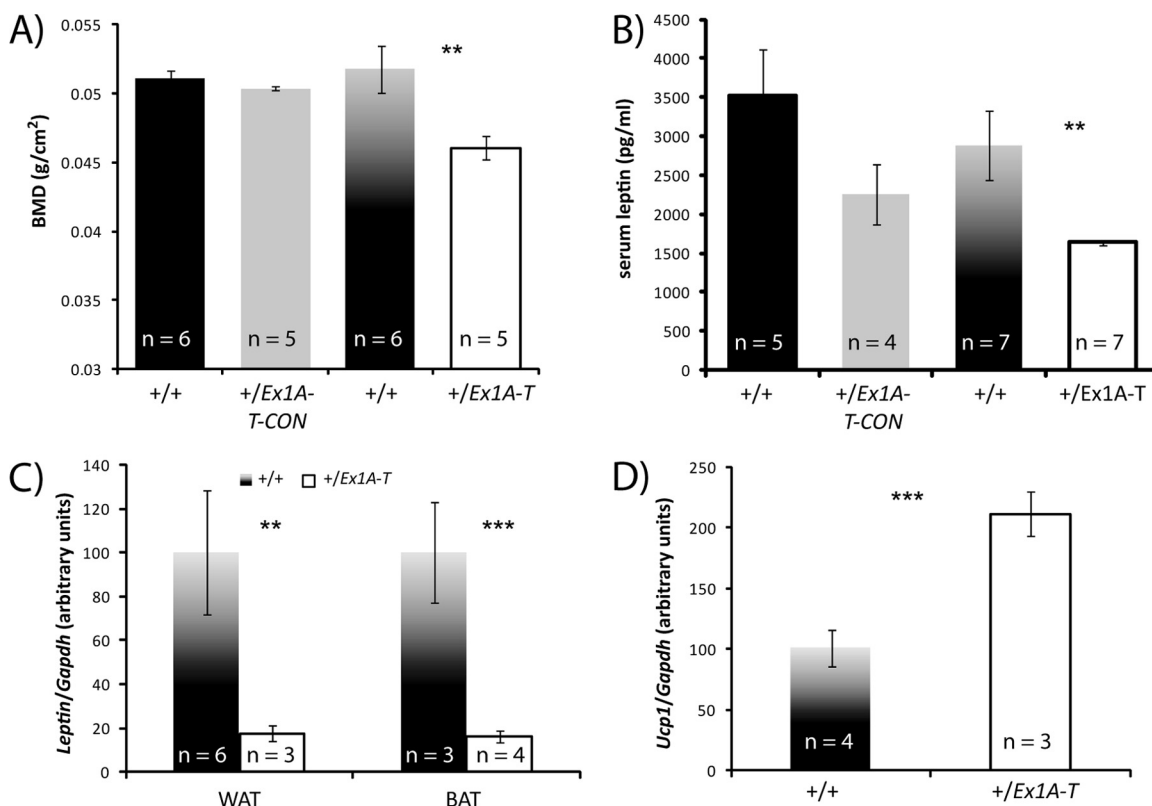 A)
BMD (g/cm²)
0.055
0.05
0.045
0.04
0.035
0.03
**
n = 6
n = 5
n = 6
n = 5
+/+
+/Ex1A-
T-CON
+/+
+/Ex1A-T
B)
serum leptin (pg/ml)
4500
4000
3500
3000
2500
2000
1500
1000
500
0
**
n = 5
n = 4
n = 7
n = 7
+/+
+/Ex1A-
T-CON
+/+
+/Ex1A-T
C)
Leptin/Gapdh (arbitrary units)
140
120
100
80
60
40
20
0
+/+
+/Ex1A-T
**
***
n = 6
n = 3
n = 3
n = 4
WAT
BAT
D)
Ucp1/Gapdh (arbitrary units)
250
200
150
100
50
0
***
n = 4
n = 3
+/+
+/Ex1A-T